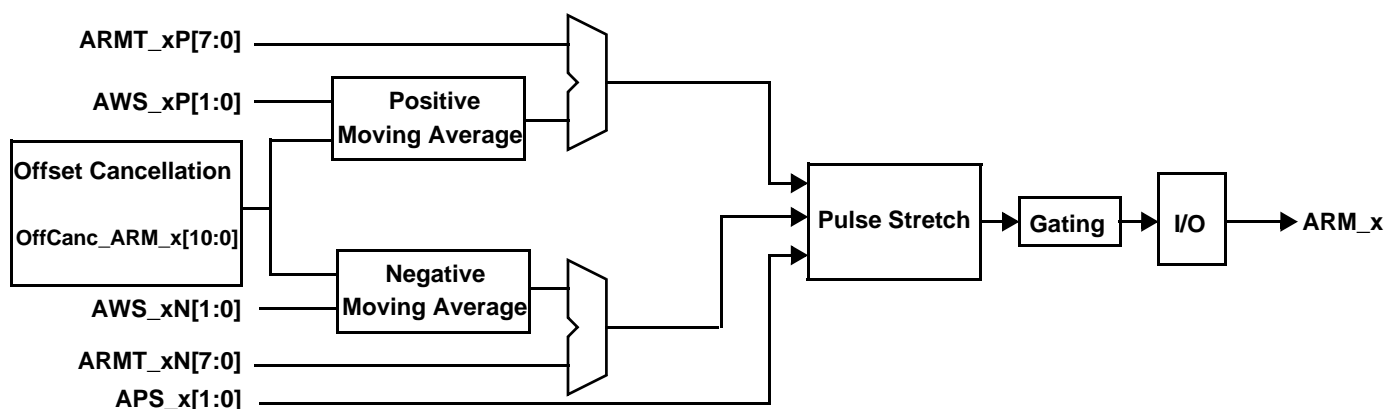 ARMT_xP[7:0]
AWS_xP[1:0]
Positive
Moving Average
Offset Cancellation
OffCanc_ARM_x[10:0]
Pulse Stretch
Gating
I/O
ARM_x
Negative
Moving Average
AWS_xN[1:0]
ARMT_xN[7:0]
APS_x[1:0]